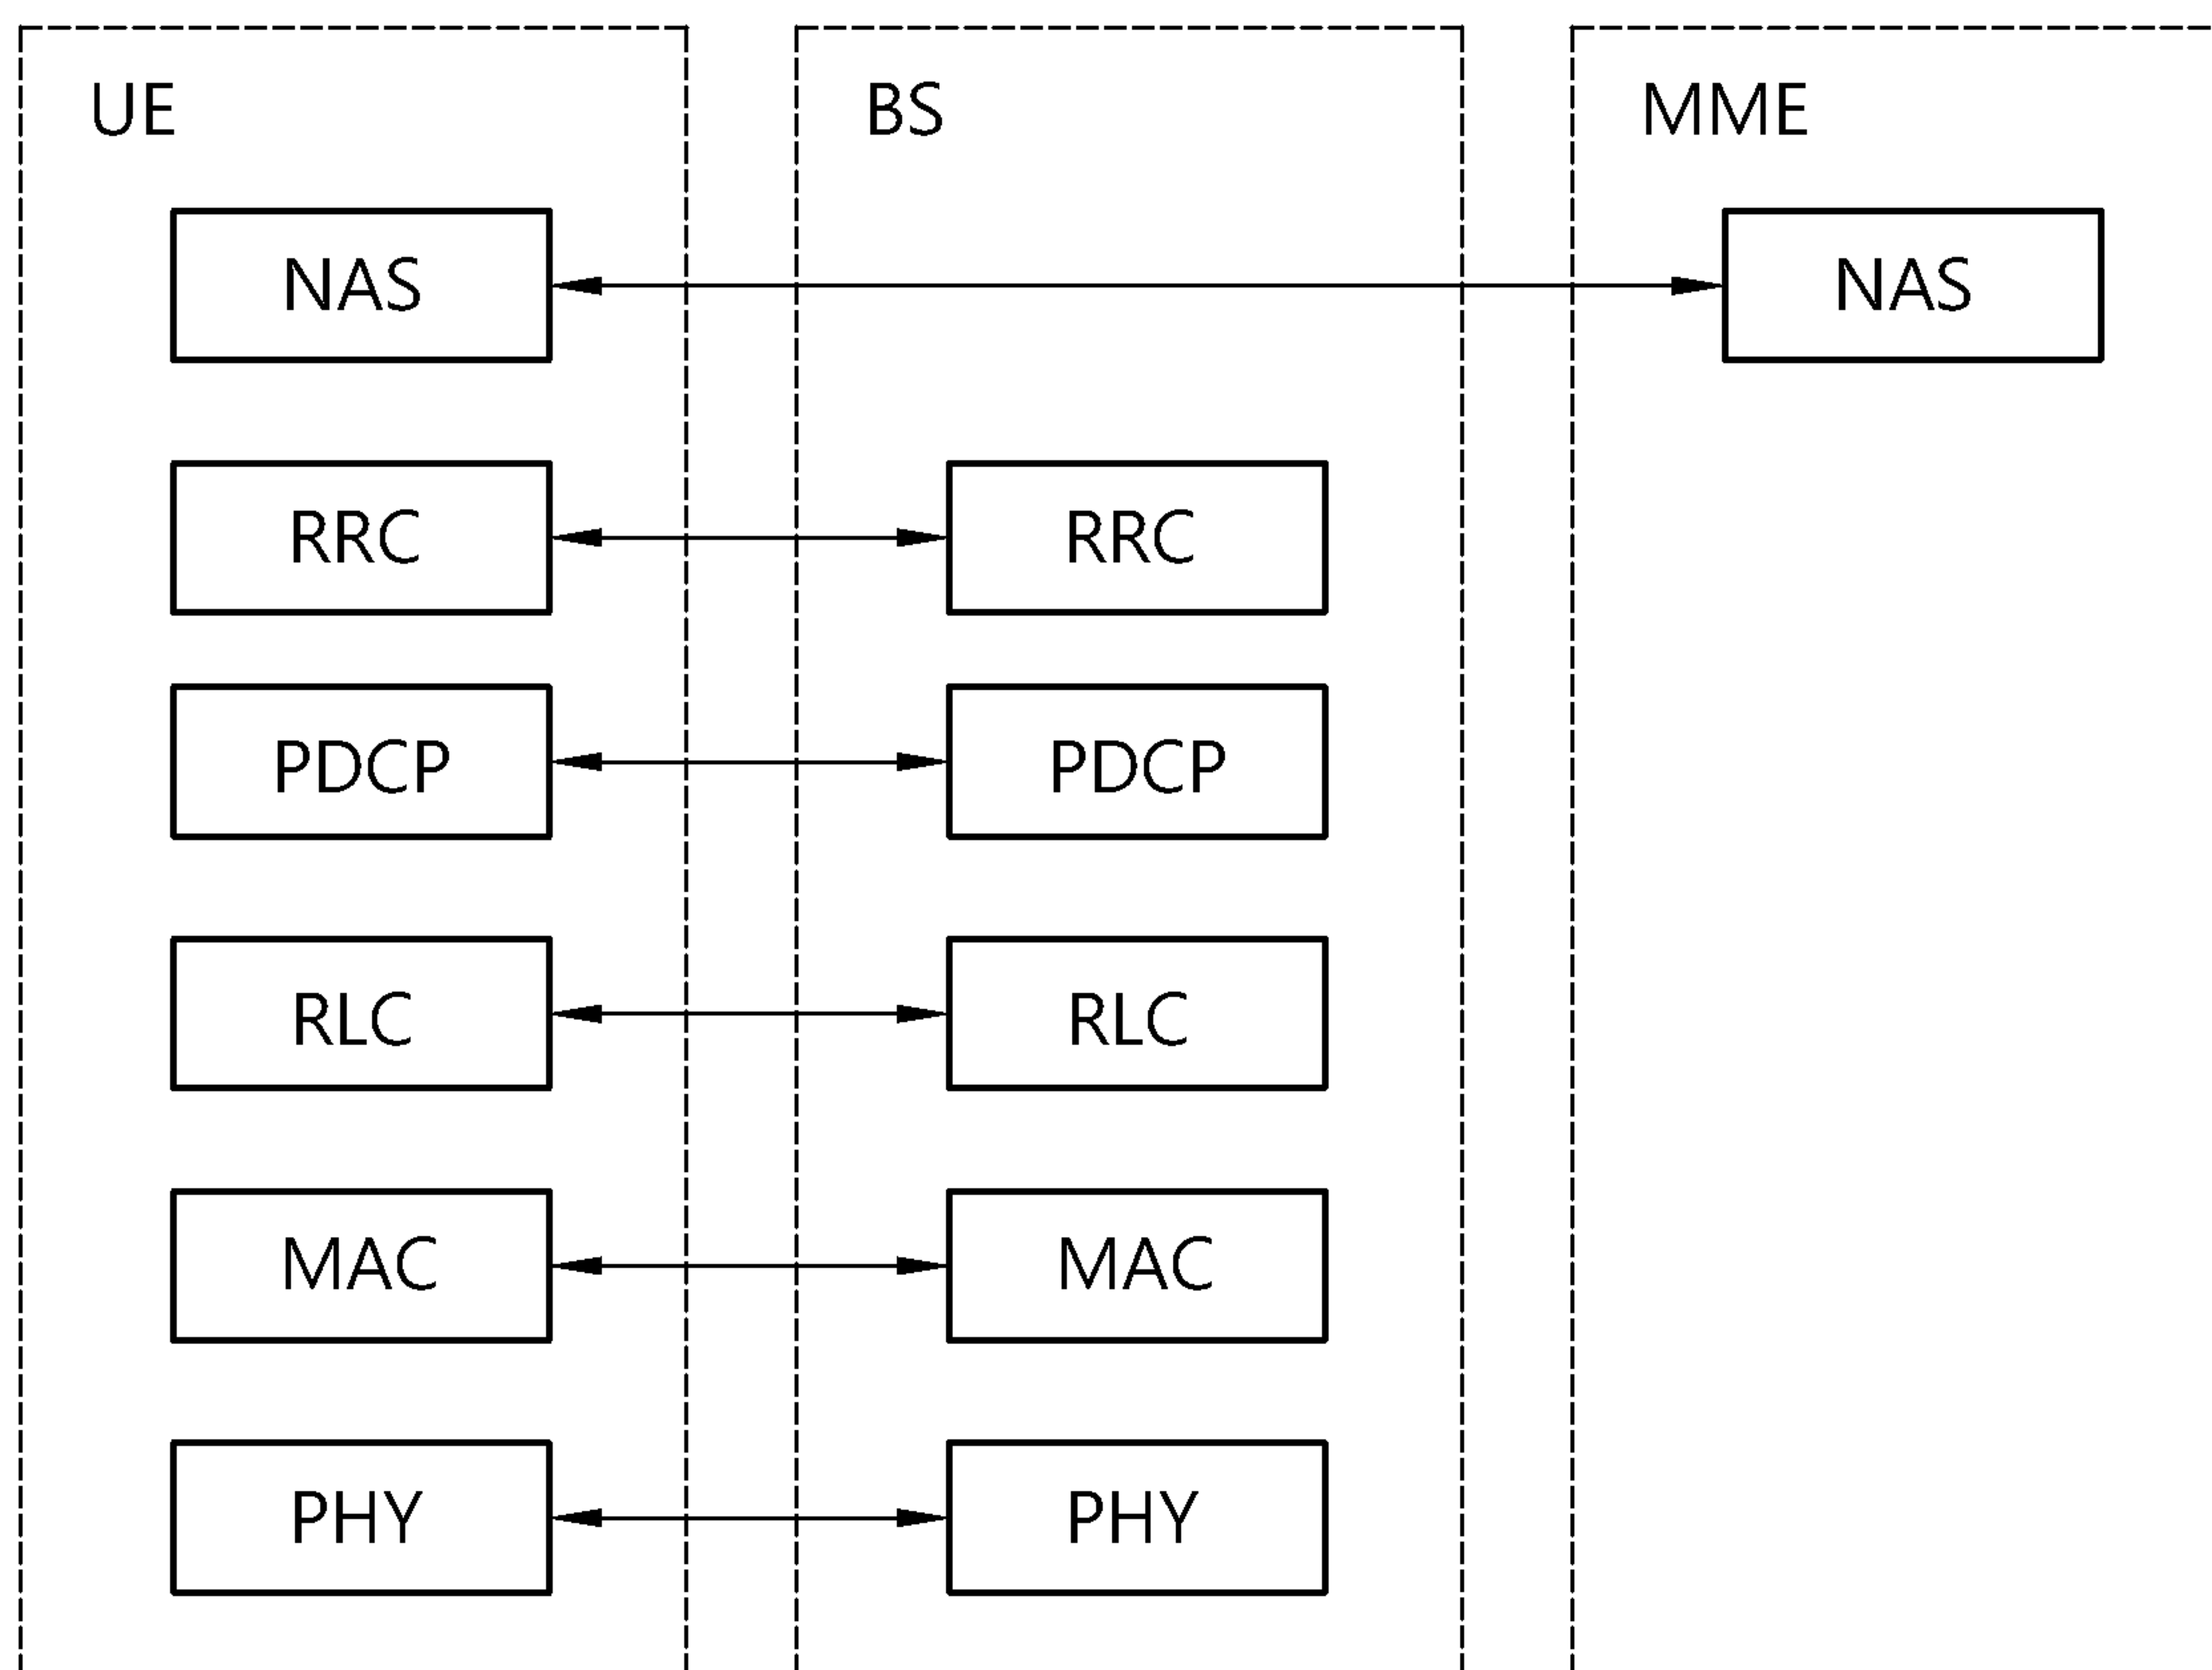 UE
BS
MME
NAS
NAS
RRC
RRC
PDCP
PDCP
RLC
RLC
MAC
MAC
PHY
PHY